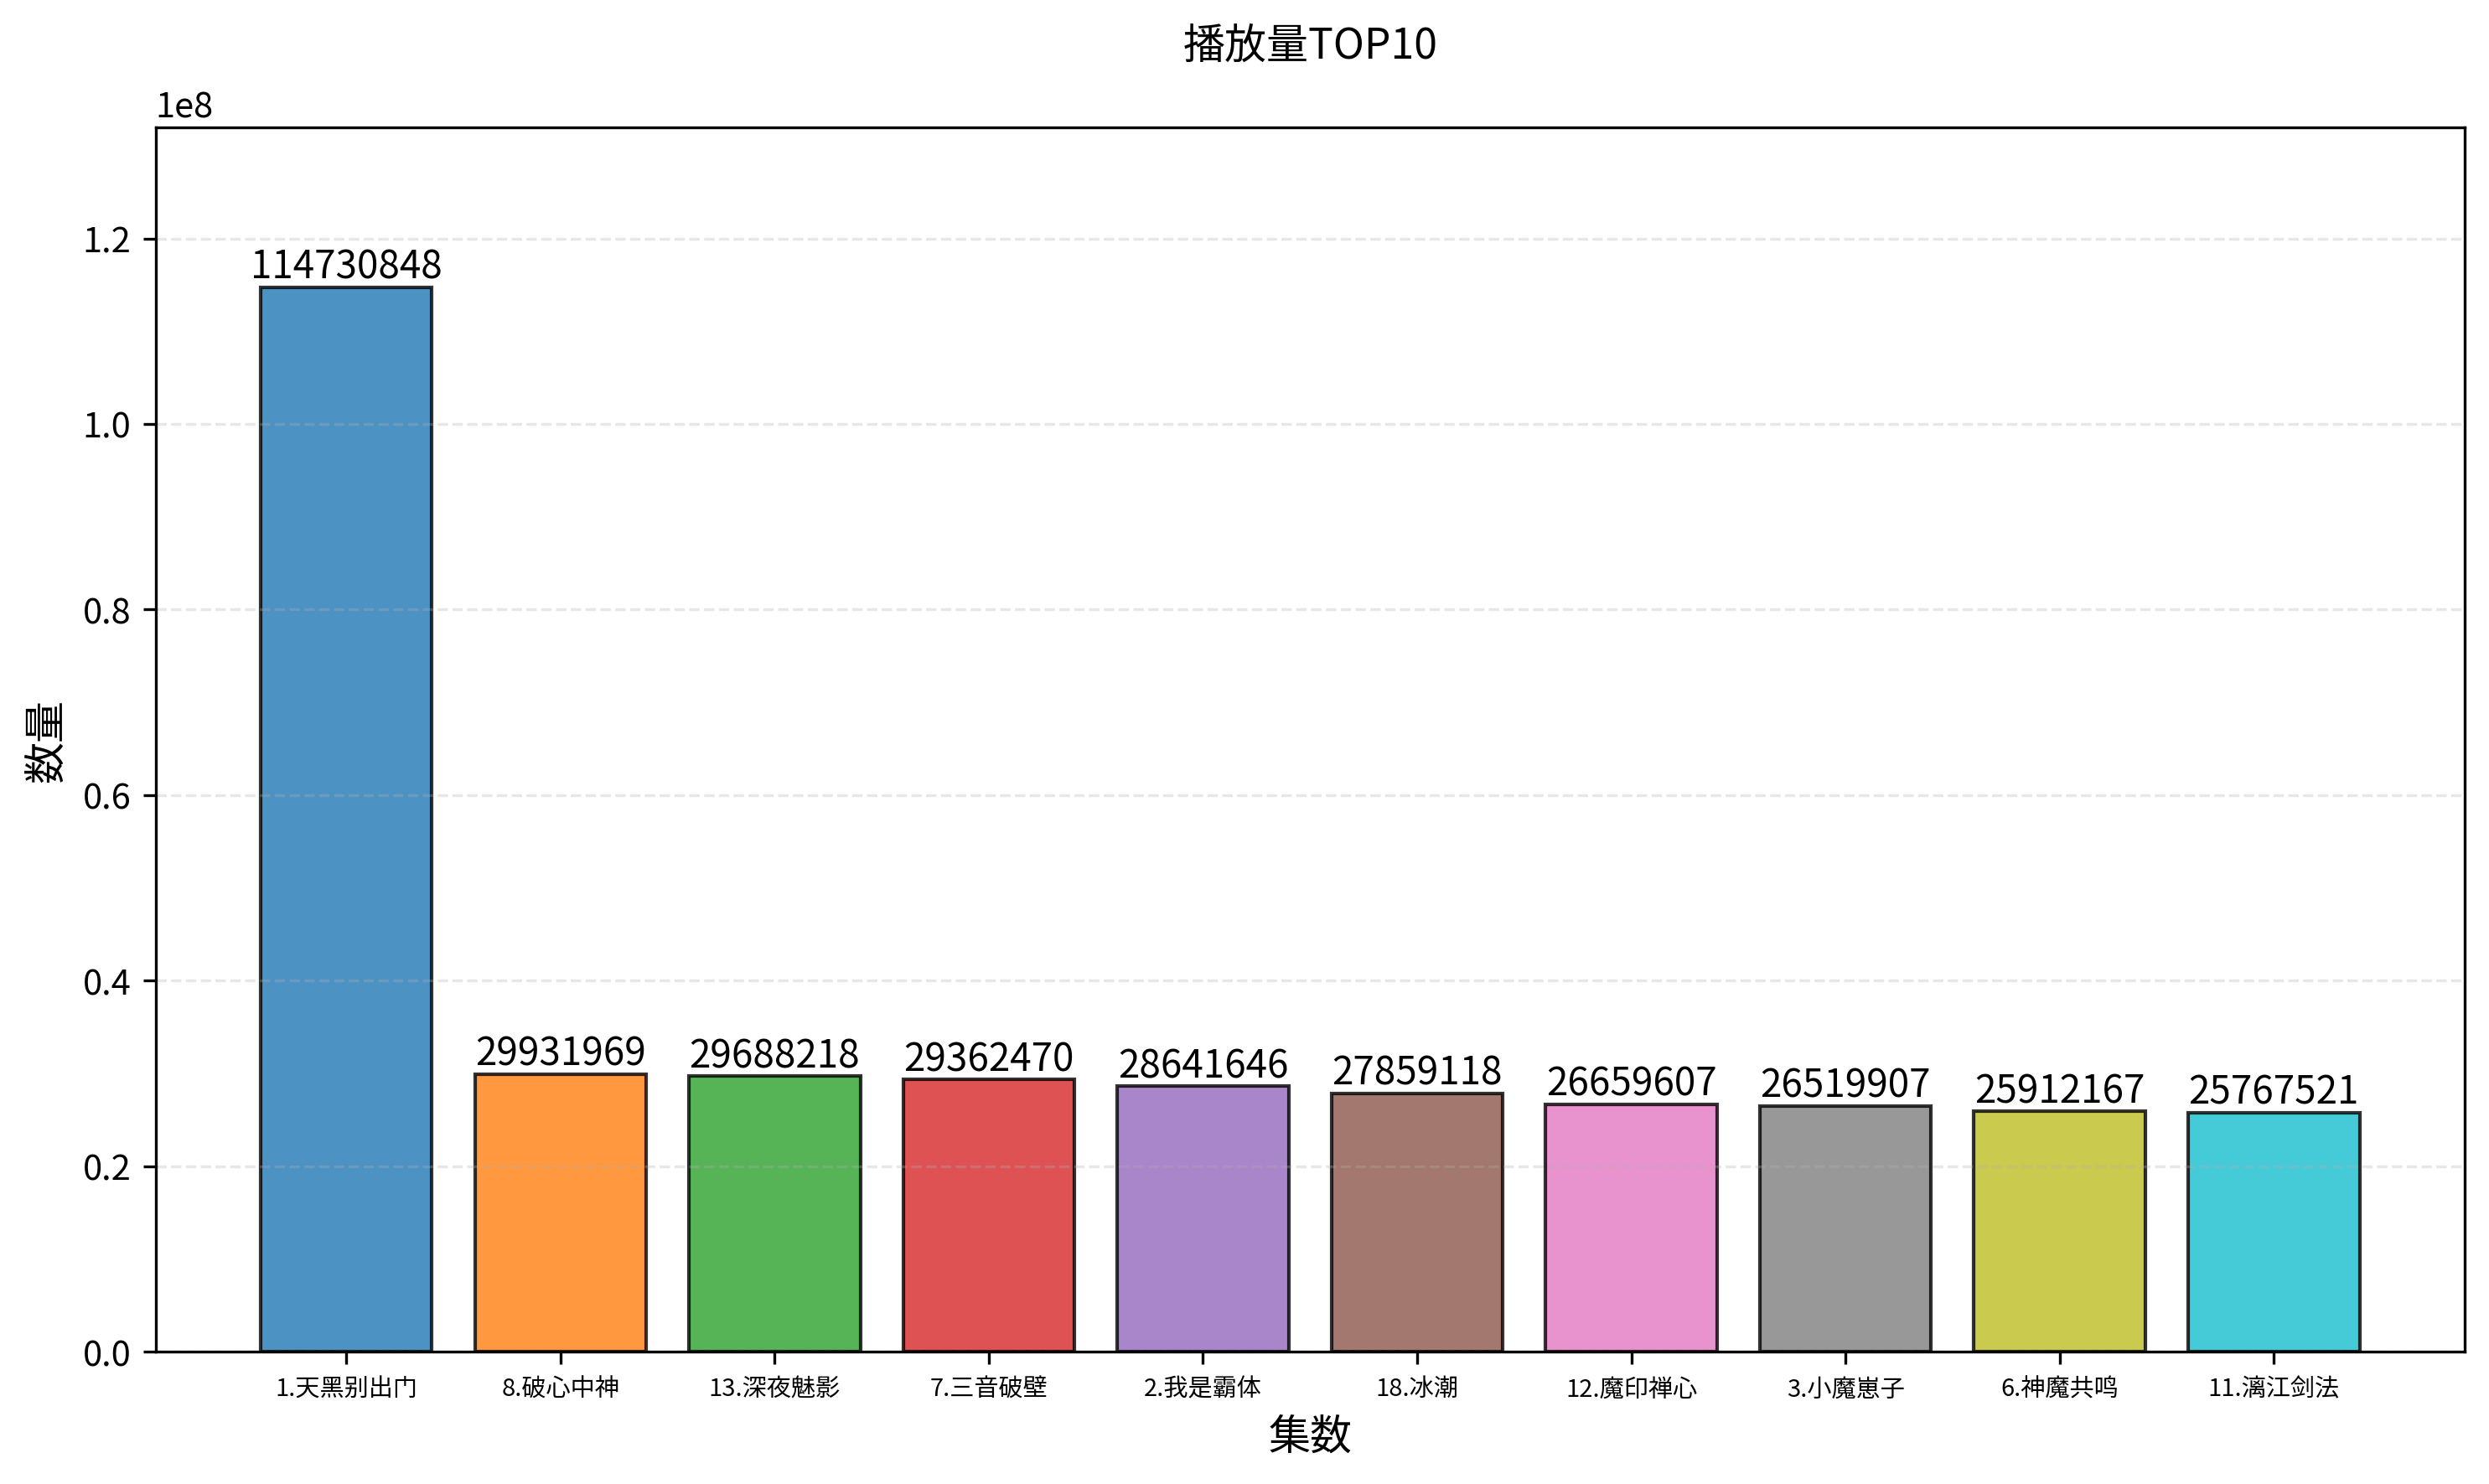 播放量TOP10
1e8
1.2
1.0
0.8
0.6
0.4
0.2
0.0
数量
114730848
29931969
29688218
29362470
28641646
27859118
26659607
26519907
25912167
25767521
1.天黑别出门
8.破心中神
13.深夜魅影
7.三音破壁
2.我是霸体
18.冰潮
12.魔印禅心
3.小魔崽子
6.神魔共鸣
11.漓江剑法
集数